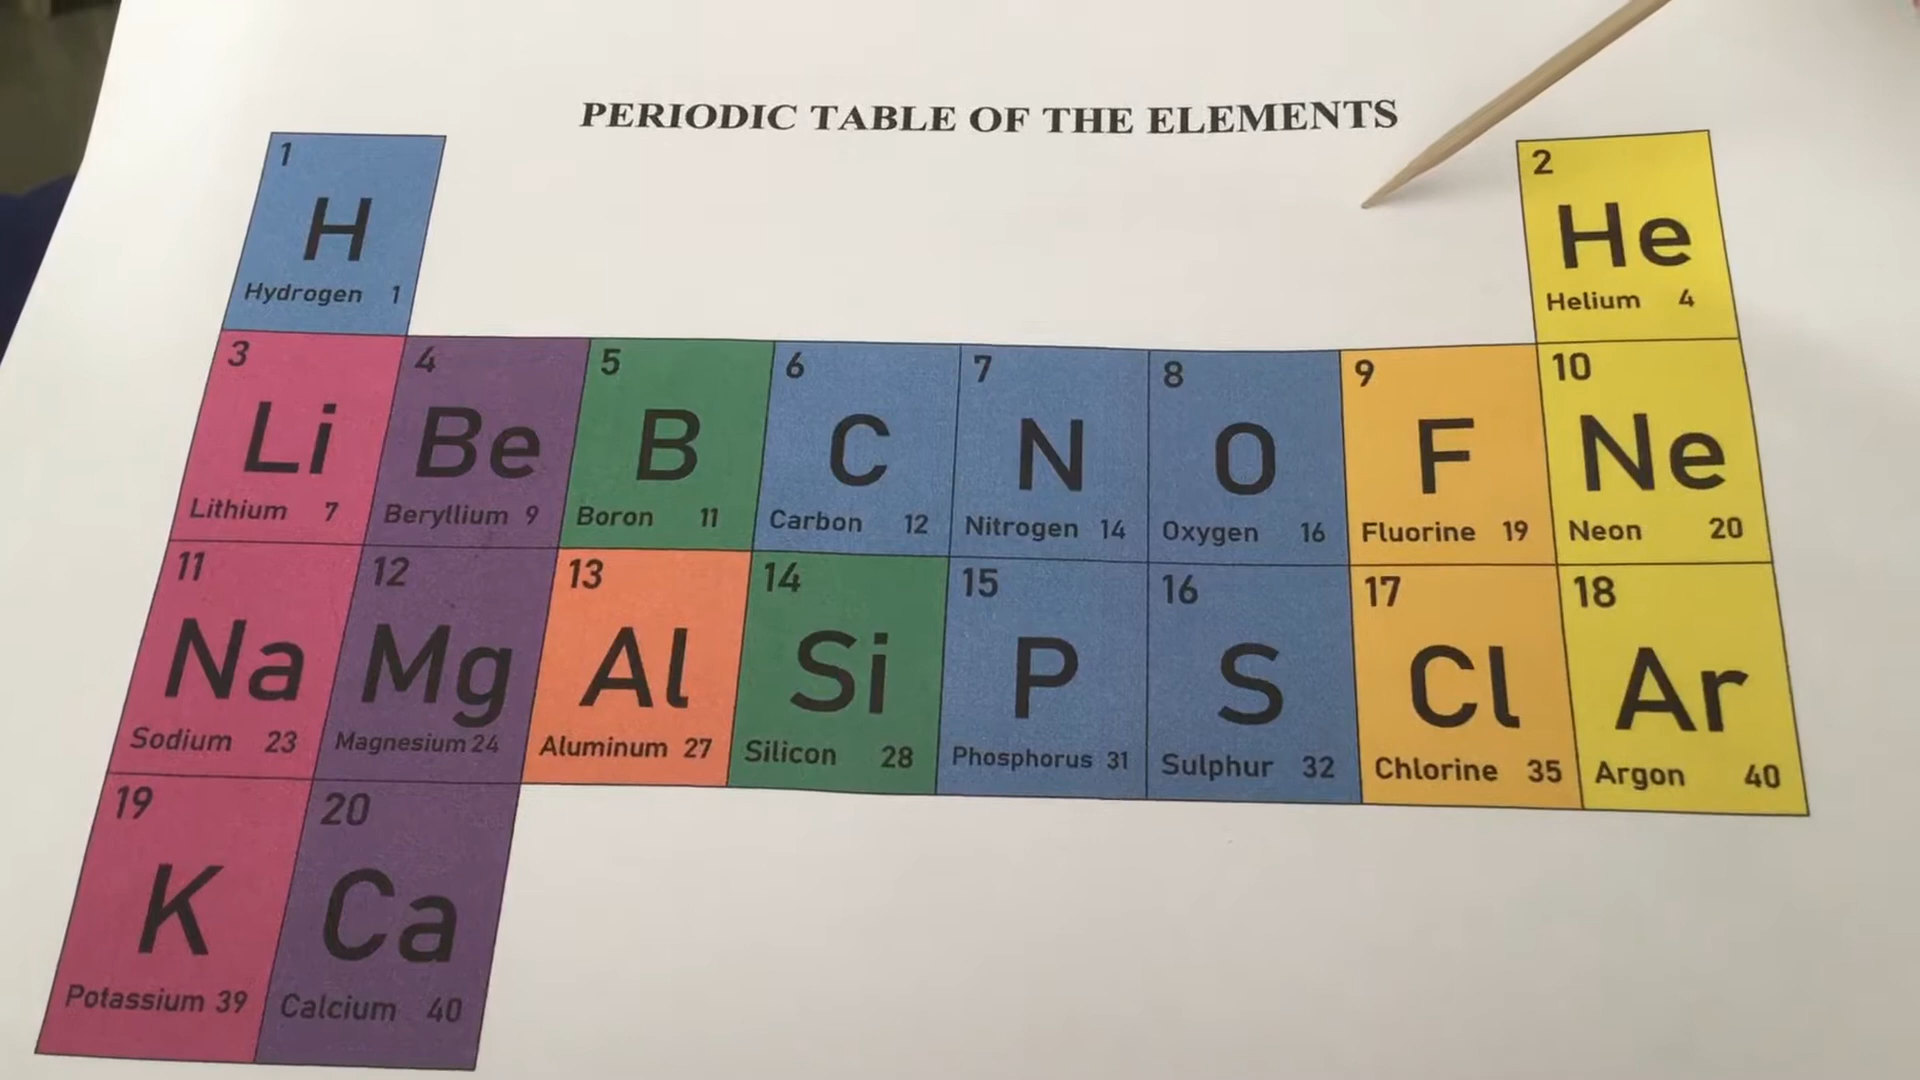 PERIODIC TABLE OF THE ELEMENTS
1
H
Hydrogen 1
2
He
Helium 4
3
Li
Lithium 7
4
Be
Beryllium 9
5
B
Boron 11
6
C
Carbon 12
7
N
Nitrogen 14
8
O
Oxygen 16
9
F
Fluorine 19
10
Ne
Neon 20
11
Na
Sodium 23
12
Mg
Magnesium 24
13
Al
Aluminum 27
14
Si
Silicon 28
15
P
Phosphorus 31
16
S
Sulphur 32
17
Cl
Chlorine 35
18
Ar
Argon 40
19
K
Potassium 39
20
Ca
Calcium 40